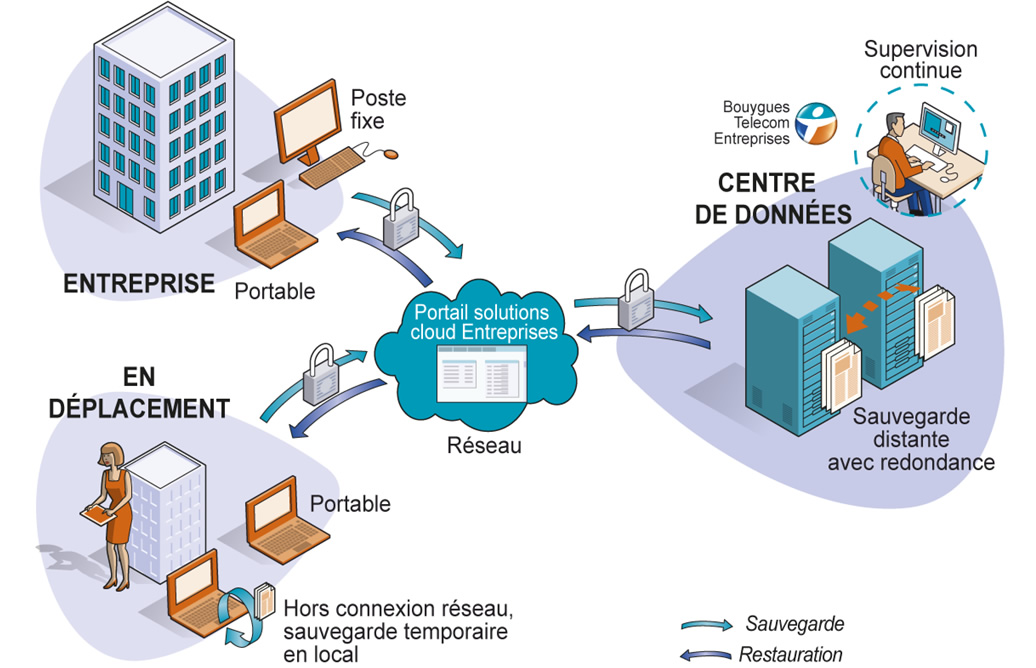 Supervision
continue
Bouygues
Telecom
Entreprises
Poste
fixe
CENTRE
DE DONNÉES
ENTREPRISE
Portable
Portail solutions
cloud Entreprises
Réseau
EN
DÉPLACEMENT
Sauvegarde
distante
avec redondance
Portable
Hors connexion réseau,
sauvegarde temporaire
en local
Sauvegarde
Restauration